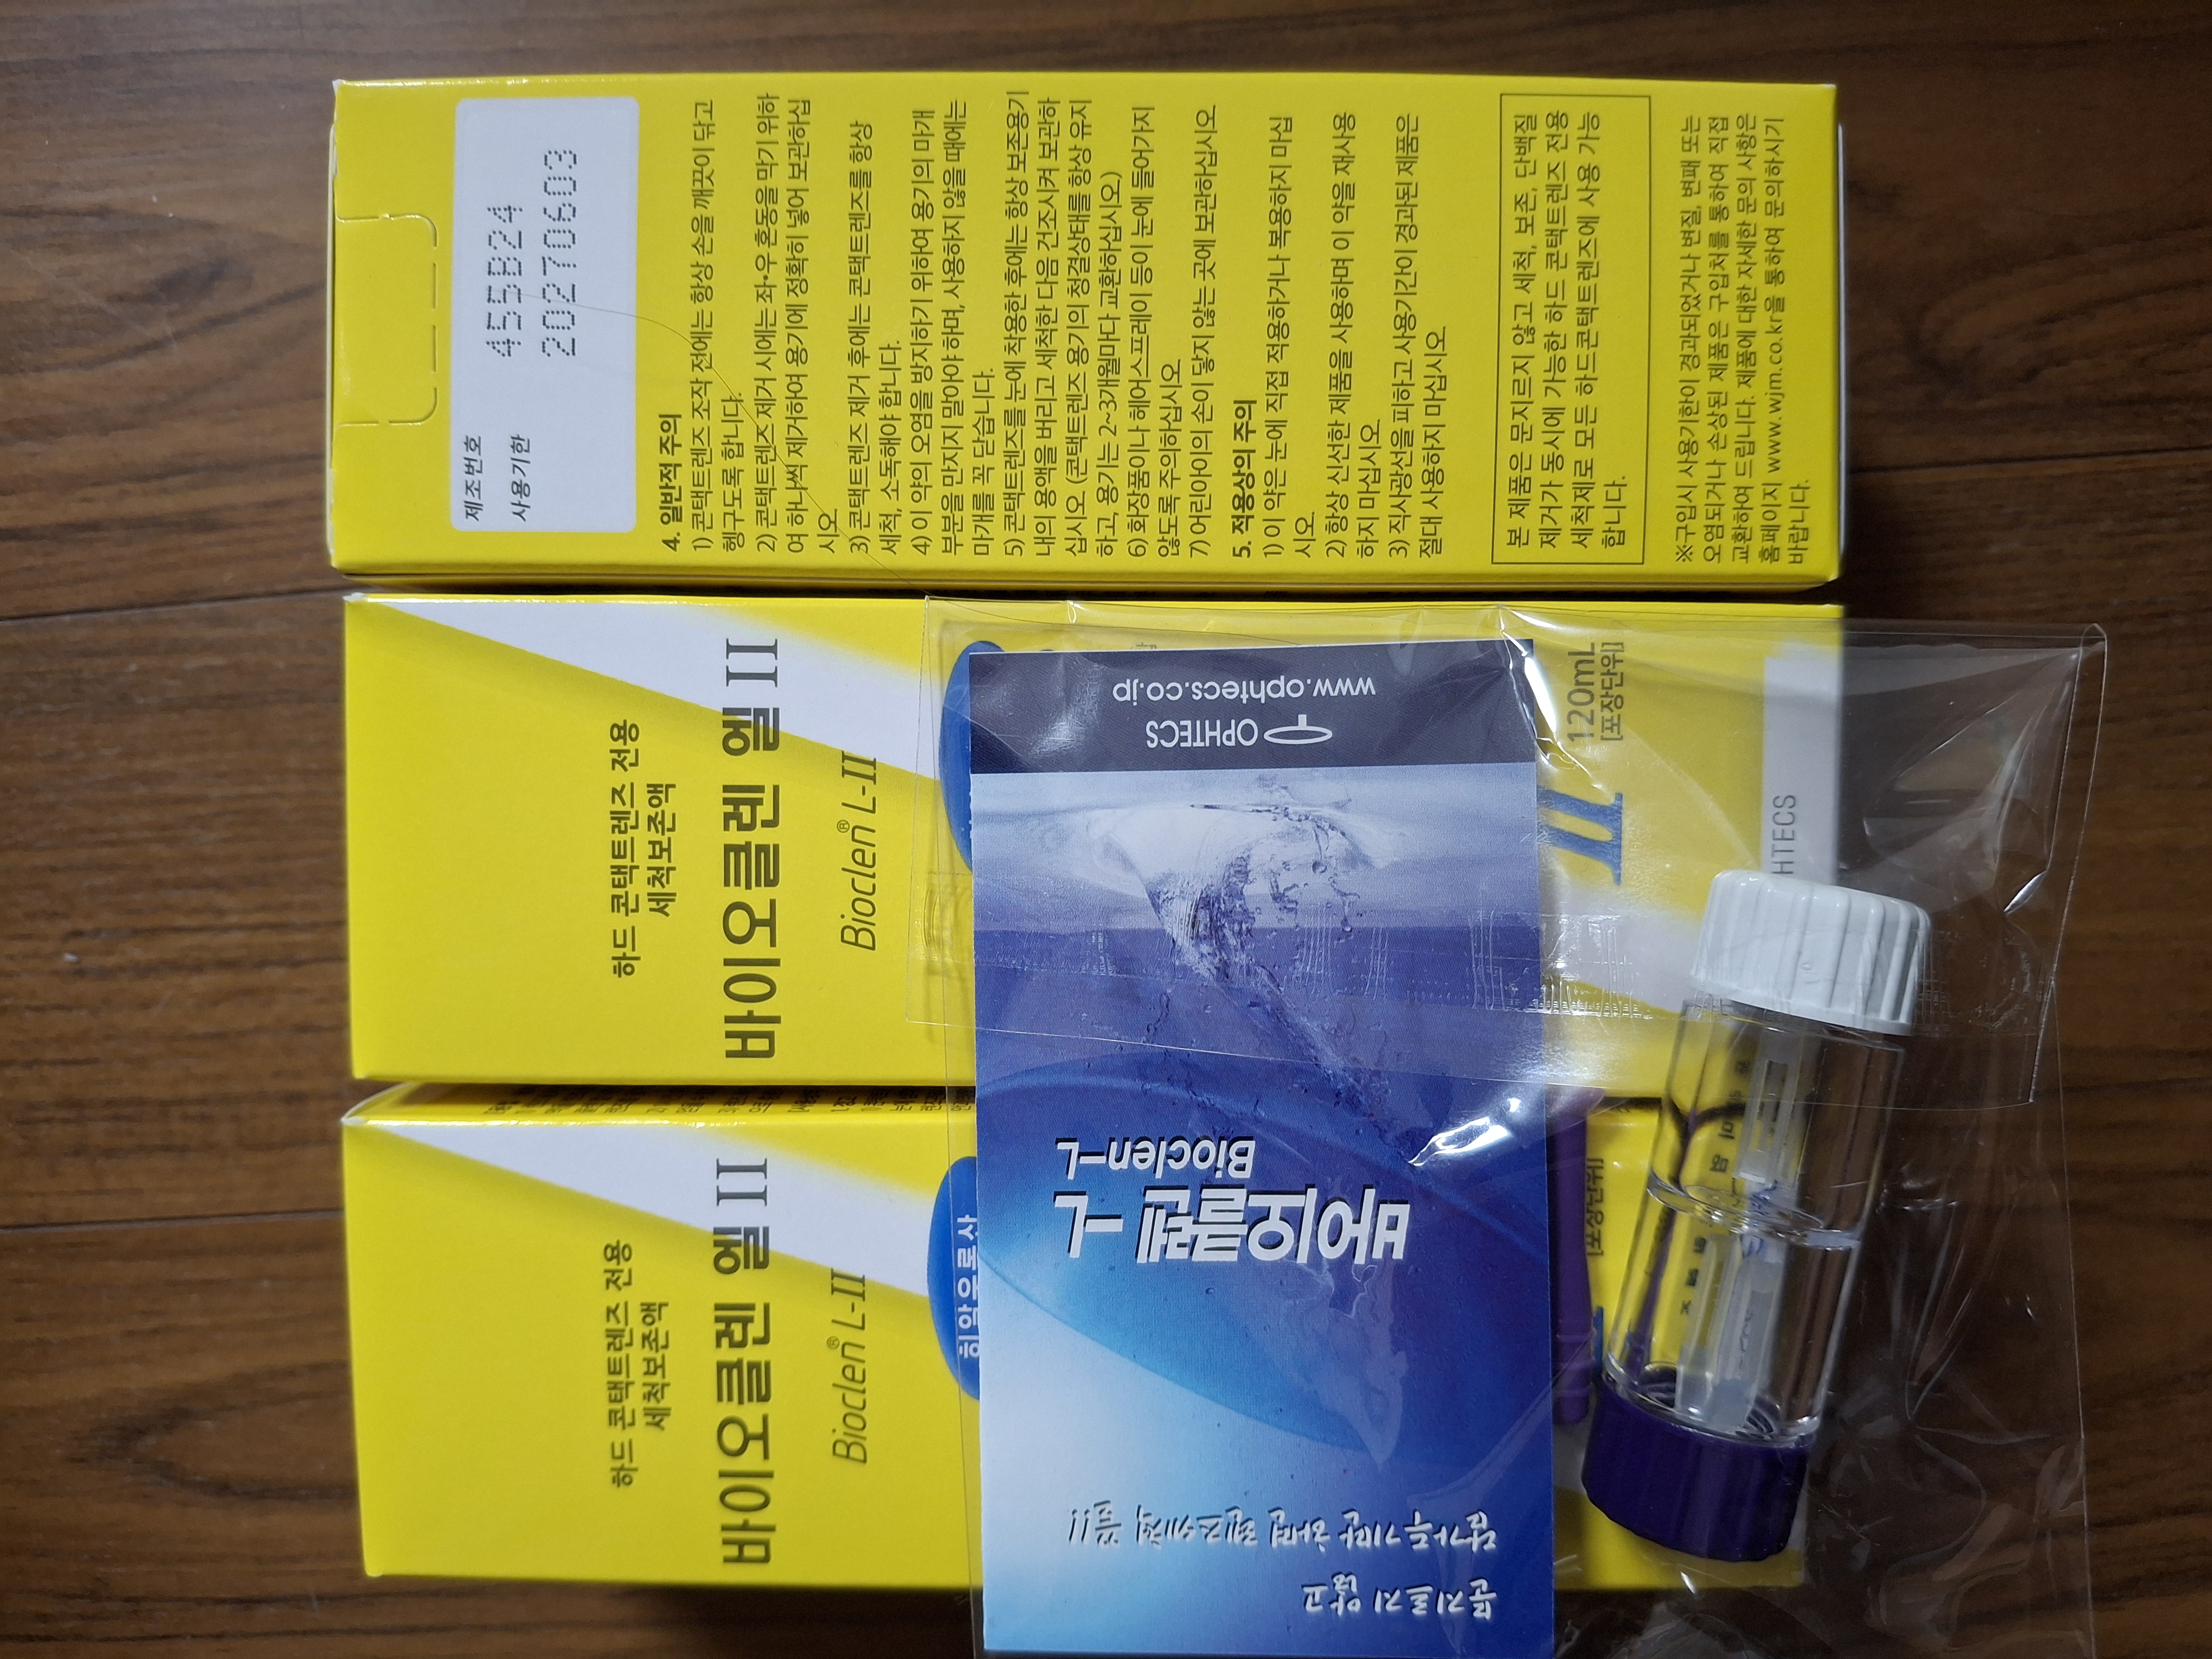 제조번호 455B24
사용기한 20270603
4. 일반적 주의
1) 콘택트렌즈 조작 전에는 항상 손을 깨끗이 닦고
헹구도록 합니다.
2) 콘택트렌즈 제거 시에는 좌·우 혼동을 막기 위하
여 하나씩 제거하여 용기에 정확히 넣어 보관하십
시오
3) 콘택트렌즈 제거 후에는 콘택트렌즈를 항상
세척, 소독해야 합니다.
4) 이 약의 오염을 방지하기 위하여 용기의 마개
부분을 만지지 말아야 하며, 사용하지 않을 때에는
마개를 꼭 닫습니다.
5) 콘택트렌즈를 눈에 착용한 후에는 항상 보존용기
내의 용액을 버리고 세척한 다음 건조시켜 보관하
십시오 (콘택트렌즈 용기의 청결상태를 항상 유지
하고, 용기는 2~3개월마다 교환하십시오)
6) 화장품이나 헤어스프레이 등이 눈에 들어가지
않도록 주의하십시오
7) 어린아이의 손이 닿지 않는 곳에 보관하십시오
5. 적용상의 주의
1) 이 약은 눈에 직접 적용하거나 복용하지 마십
시오.
2) 항상 신선한 제품을 사용하며 이 약을 재사용
하지 마십시오
3) 직사광선을 피하고 사용기간이 경과된 제품은
절대 사용하지 마십시오
본 제품은 문지르지 않고 세척, 보존, 단백질
제거가 동시에 가능한 하드 콘택트렌즈 전용
세척제로 모든 하드콘택트렌즈에 사용 가능
합니다.
※구입시 사용기한이 경과되었거나 변질, 변패 또는
오염되거나 손상된 제품은 구입처를 통하여 직접
교환하여 드립니다. 제품에 대한 자세한 문의 사항은
홈페이지 www.wjm.co.kr을 통하여 문의하시기
바랍니다.
하드 콘택트렌즈 전용
세척보존액
바이오클렌 엘 II
Bioclen® L-II
II
120mL
[포장단위]
HTECS
하드 콘택트렌즈 전용
세척보존액
바이오클렌 엘 II
Bioclen® L-II
히알우론산
[포장단위]
문지르지 않고
바이오클렌 L
Bioclen-L
OPHTECS
www.ophtecs.co.jp